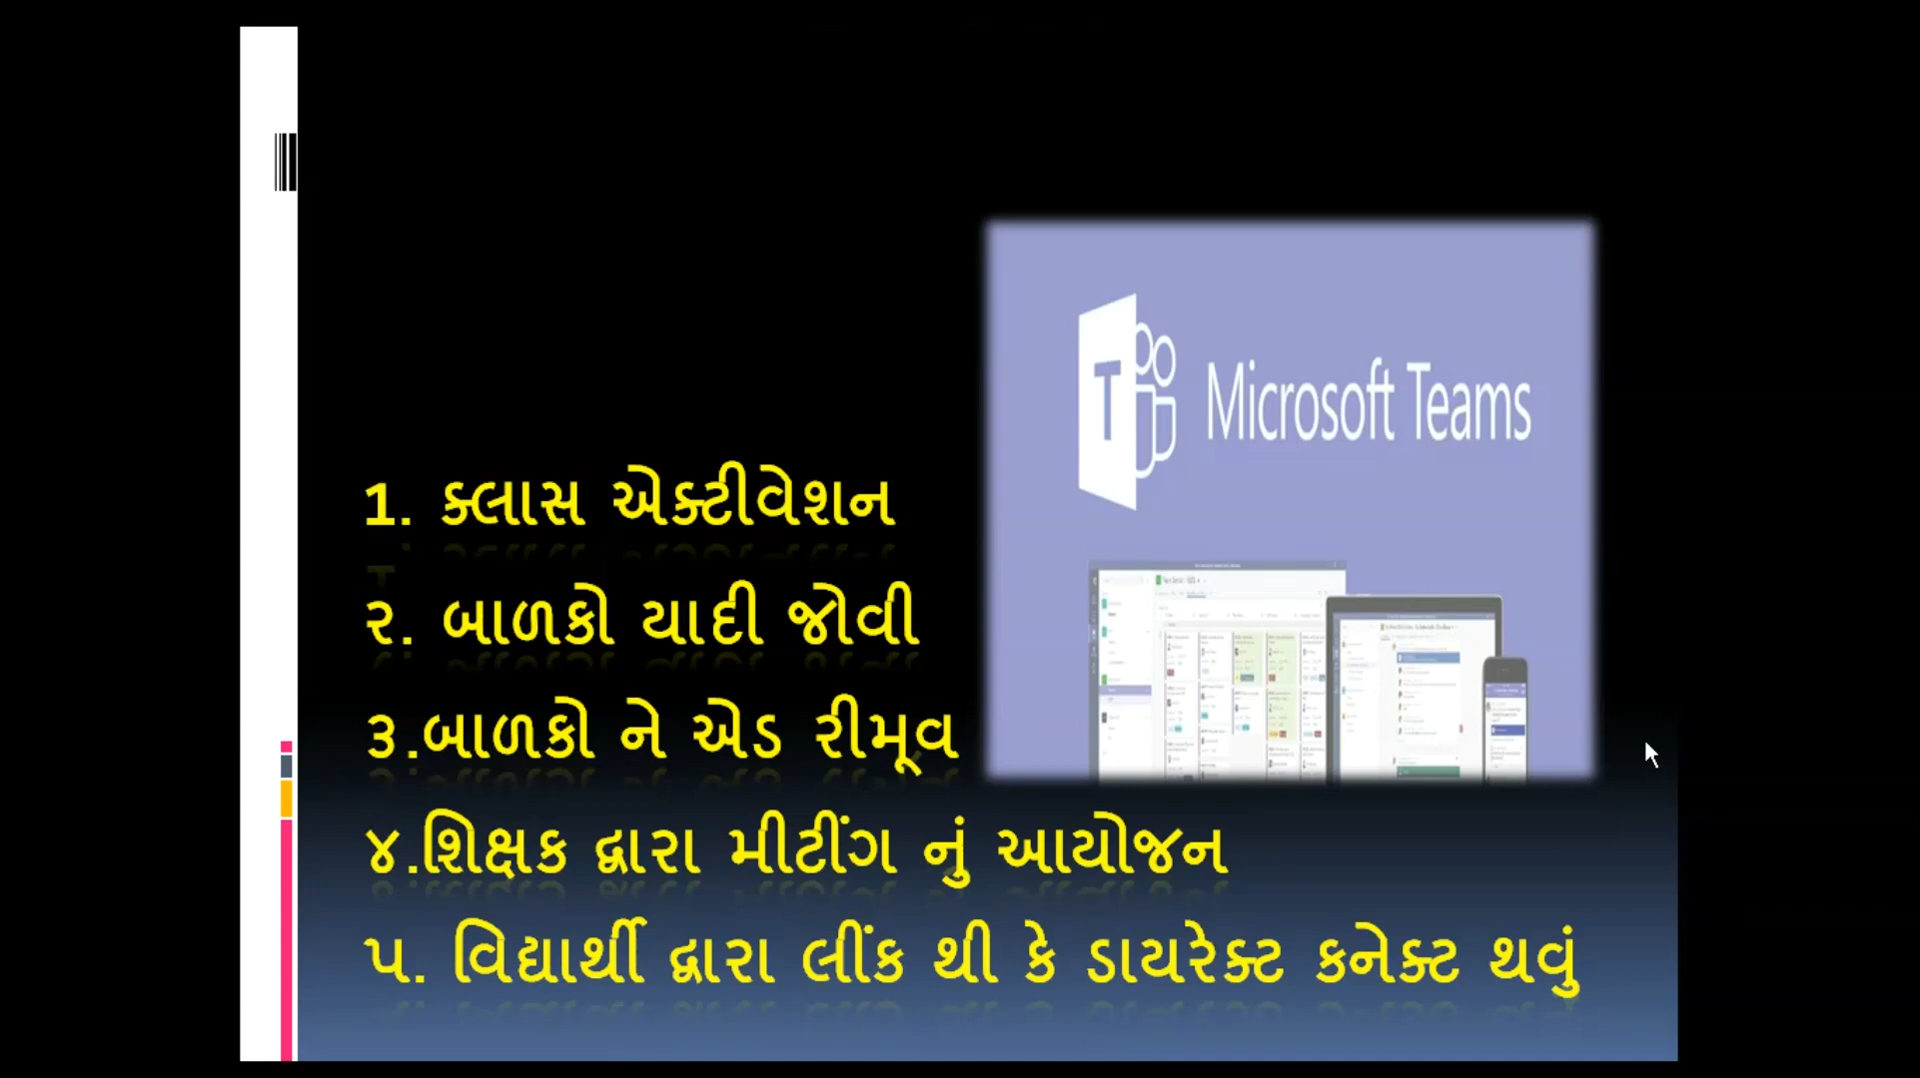 Microsoft Teams
1. ક્લાસ એક્ટીવેશન
૨. બાળકો યાદી જોવી
૩.બાળકો ને એડ રીમૂવ
૪.શિક્ષક દ્વારા મીટીંગ નું આયોજન
૫. વિદ્યાર્થી દ્વારા લીંક થી કે ડાયરેક્ટ કનેક્ટ થવું